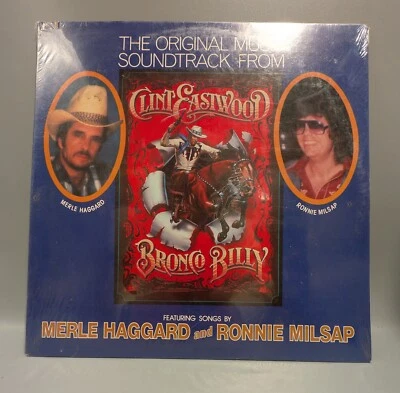 THE ORIGINAL MUSIC
SOUNDTRACK FROM
CLINT EASTWOOD
MERLE HAGGARD
RONNIE MILSAP
BRONCO BILLY
FEATURING SONGS BY
MERLE HAGGARD and RONNIE MILSAP